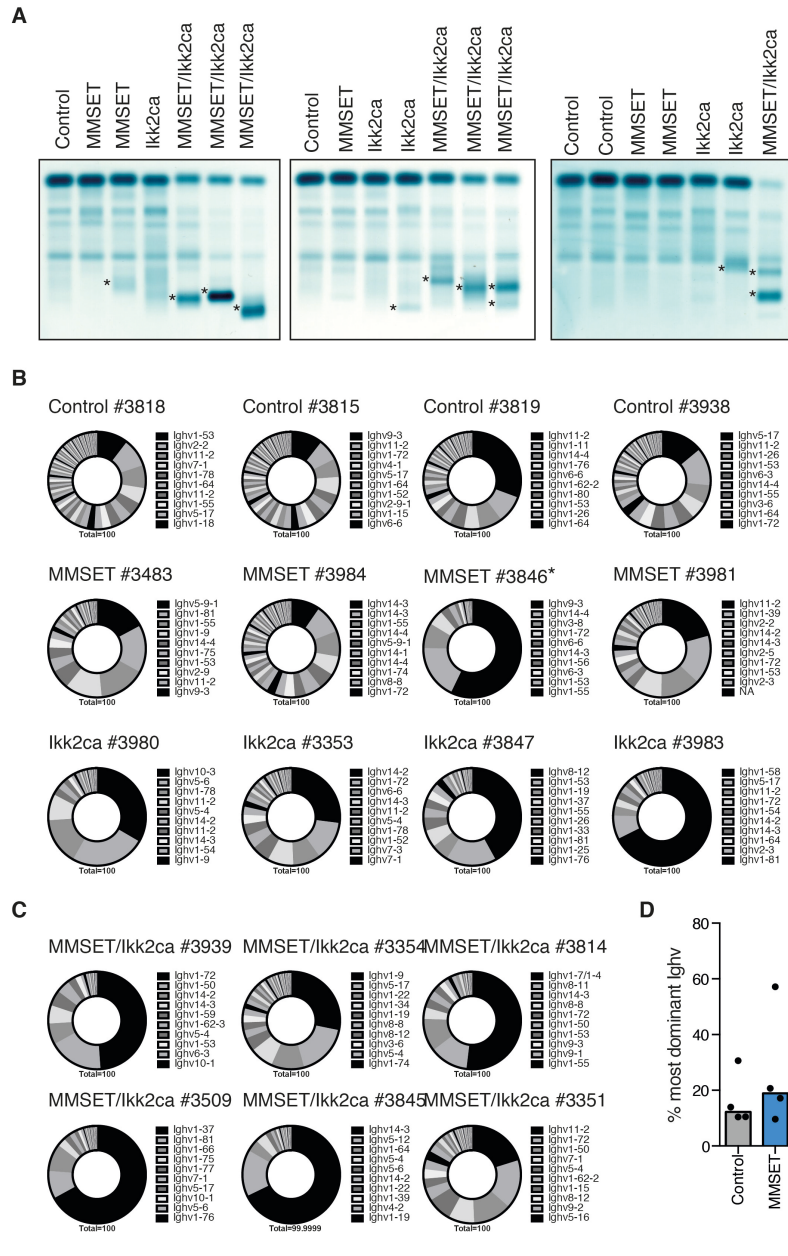 A
Control
MMSET
MMSET
Ikk2ca
MMSET/Ikk2ca
MMSET/Ikk2ca
MMSET/Ikk2ca
Control
MMSET
Ikk2ca
Ikk2ca
MMSET/Ikk2ca
MMSET/Ikk2ca
MMSET/Ikk2ca
Control
Control
MMSET
MMSET
Ikk2ca
Ikk2ca
MMSET/Ikk2ca
*
*
*
*
*
*
*
*
*
*
*
*
B
Control #3818
Ighv1-53
Ighv2-2
Ighv11-2
Ighv7-1
Ighv1-78
Ighv1-64
Ighv11-2
Ighv1-55
Ighv5-17
Ighv1-18
Total=100
Control #3815
Ighv9-3
Ighv11-2
Ighv1-72
Ighv4-1
Ighv5-17
Ighv1-64
Ighv1-52
Ighv2-9-1
Ighv1-15
Ighv6-6
Total=100
Control #3819
Ighv11-2
Ighv1-11
Ighv14-4
Ighv1-76
Ighv6-6
Ighv1-62-2
Ighv1-80
Ighv1-53
Ighv1-26
Ighv1-64
Total=100
Control #3938
Ighv5-17
Ighv11-2
Ighv1-26
Ighv1-53
Ighv6-3
Ighv14-4
Ighv1-55
Ighv3-6
Ighv1-64
Ighv1-72
Total=100
MMSET #3483
Ighv5-9-1
Ighv1-81
Ighv1-55
Ighv1-9
Ighv14-4
Ighv1-75
Ighv1-53
Ighv2-9
Ighv11-2
Ighv9-3
Total=100
MMSET #3984
Ighv14-3
Ighv14-3
Ighv1-55
Ighv14-4
Ighv5-9-1
Ighv14-1
Ighv14-4
Ighv1-74
Ighv8-8
Ighv1-72
Total=100
MMSET #3846*
Ighv9-3
Ighv14-4
Ighv3-8
Ighv1-72
Ighv6-6
Ighv14-3
Ighv1-56
Ighv6-3
Ighv1-53
Ighv1-55
Total=100
MMSET #3981
Ighv11-2
Ighv1-39
Ighv2-2
Ighv14-2
Ighv14-3
Ighv2-5
Ighv1-72
Ighv1-53
Ighv2-3
NA
Total=100
Ikk2ca #3980
Ighv10-3
Ighv5-6
Ighv1-78
Ighv11-2
Ighv5-4
Ighv14-2
Ighv11-2
Ighv14-3
Ighv1-54
Ighv1-9
Total=100
Ikk2ca #3353
Ighv14-2
Ighv1-72
Ighv6-6
Ighv14-3
Ighv11-2
Ighv5-4
Ighv1-78
Ighv1-52
Ighv7-3
Ighv7-1
Total=100
Ikk2ca #3847
Ighv8-12
Ighv1-53
Ighv1-19
Ighv1-37
Ighv1-55
Ighv1-26
Ighv1-33
Ighv1-81
Ighv1-25
Ighv1-76
Total=100
Ikk2ca #3983
Ighv1-58
Ighv5-17
Ighv11-2
Ighv1-72
Ighv1-54
Ighv14-2
Ighv14-3
Ighv1-64
Ighv2-3
Ighv1-81
Total=100
C
MMSET/Ikk2ca #3939
Ighv1-72
Ighv1-50
Ighv14-2
Ighv14-3
Ighv1-59
Ighv1-62-3
Ighv5-4
Ighv1-53
Ighv6-3
Ighv10-1
Total=100
MMSET/Ikk2ca #3354
Ighv1-9
Ighv5-17
Ighv1-22
Ighv1-34
Ighv1-19
Ighv8-8
Ighv8-12
Ighv3-6
Ighv5-4
Ighv1-74
Total=100
MMSET/Ikk2ca #3814
Ighv1-7/1-4
Ighv8-11
Ighv14-3
Ighv8-8
Ighv1-72
Ighv1-50
Ighv1-53
Ighv9-3
Ighv9-1
Ighv1-55
Total=100
MMSET/Ikk2ca #3509
Ighv1-37
Ighv1-81
Ighv1-66
Ighv1-75
Ighv1-77
Ighv7-1
Ighv5-17
Ighv10-1
Ighv5-6
Ighv1-76
Total=100
MMSET/Ikk2ca #3845
Ighv14-3
Ighv5-12
Ighv1-64
Ighv5-4
Ighv5-6
Ighv14-2
Ighv1-22
Ighv1-39
Ighv4-2
Ighv1-19
Total=99.9999
MMSET/Ikk2ca #3351
Ighv11-2
Ighv1-72
Ighv1-50
Ighv7-1
Ighv5-4
Ighv1-62-2
Ighv1-15
Ighv8-12
Ighv9-2
Ighv5-16
Total=100
D
% most dominant Ighv
80
60
40
20
0
Control
MMSET